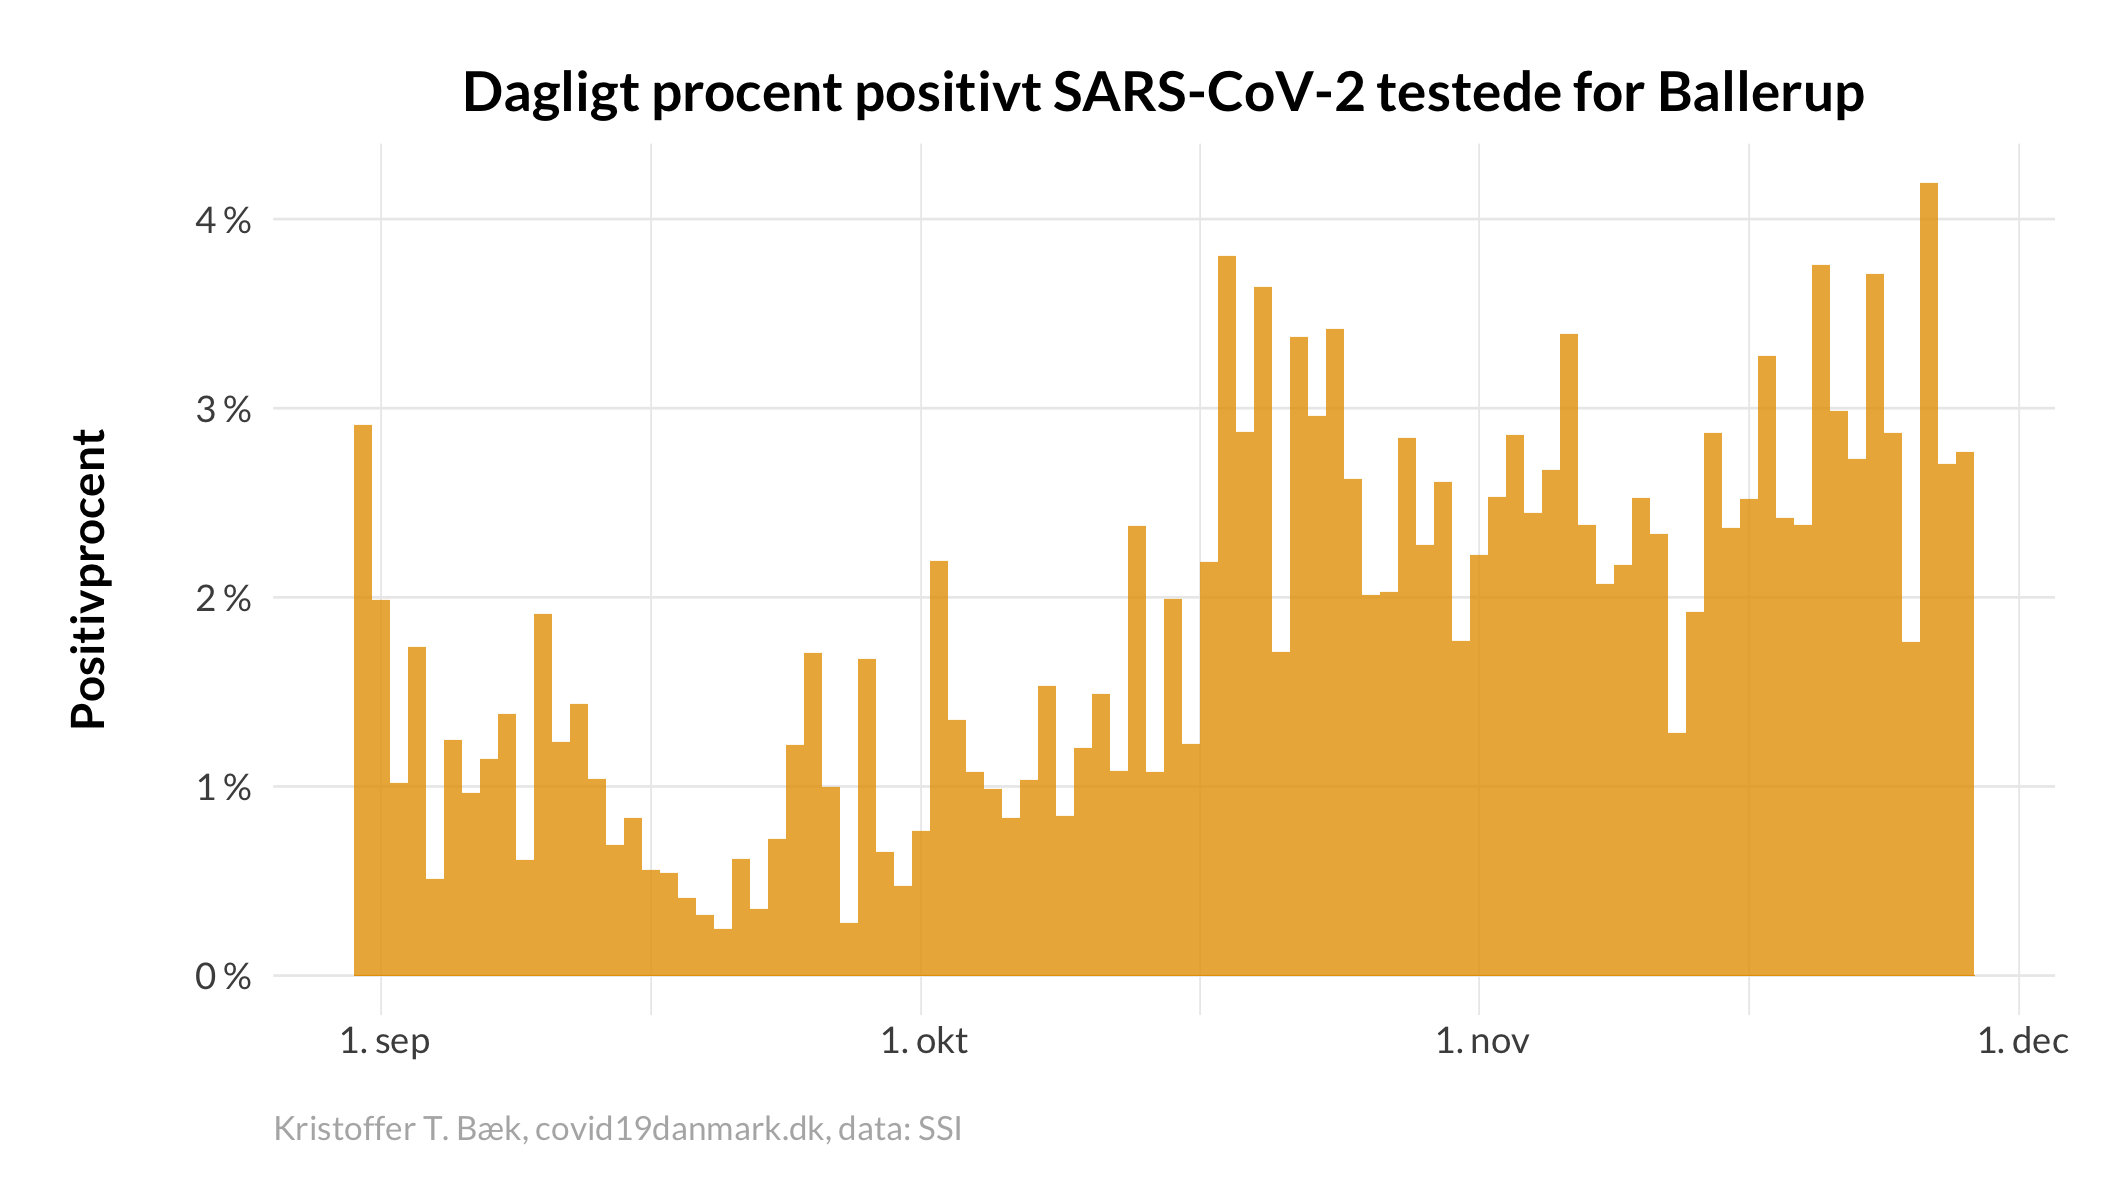 Dagligt procent positivt SARS-CoV-2 testede for Ballerup
Positivprocent
4 %
3 %
2 %
1 %
0 %
1. sep
1. okt
1. nov
1. dec
Kristoffer T. Bæk, covid19danmark.dk, data: SSI